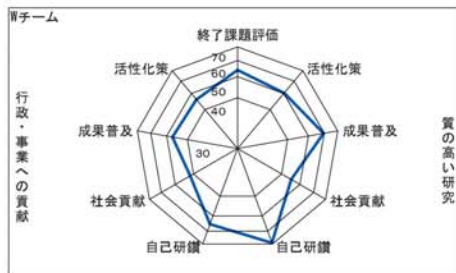 Wチーム
終了課題評価
活性化策
活性化策
成果普及
成果普及
社会貢献
社会貢献
自己研鑽
自己研鑽
70
60
50
40
30
行政・事業への貢献
質の高い研究